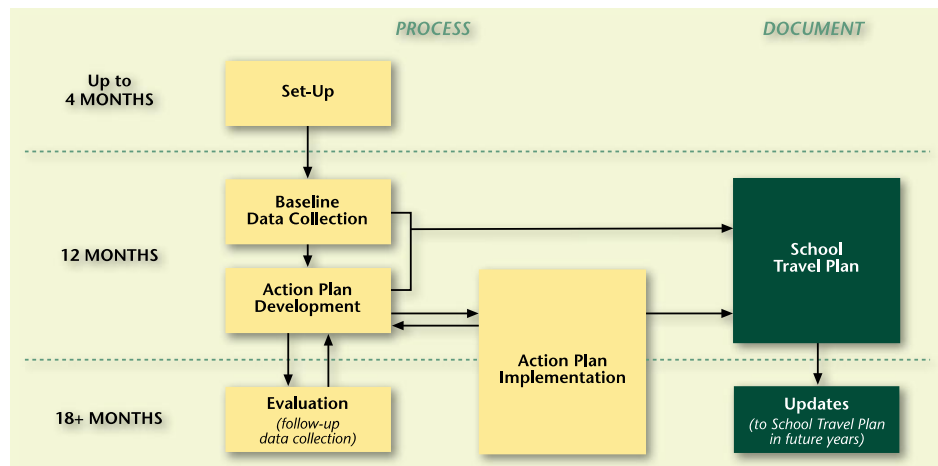 PROCESS
DOCUMENT
Up to
4 MONTHS
Set-Up
12 MONTHS
Baseline
Data Collection
Action Plan
Development
School
Travel Plan
Action Plan
Implementation
18+ MONTHS
Evaluation
(follow-up
data collection)
Updates
(to School Travel Plan
in future years)